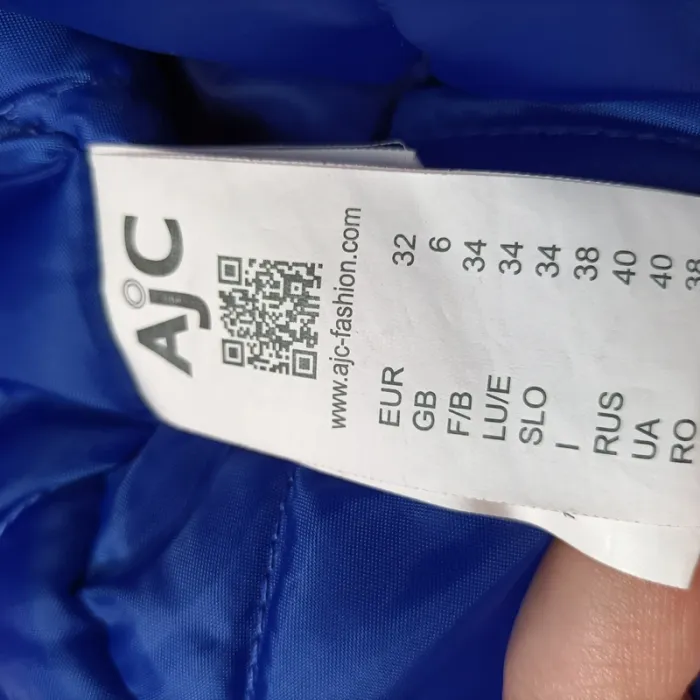 AjC
www.ajc-fashion.com
EUR 32
GB 6
F/B 34
LU/E 34
SLO 34
I 38
RUS 40
UA 40
RO 38